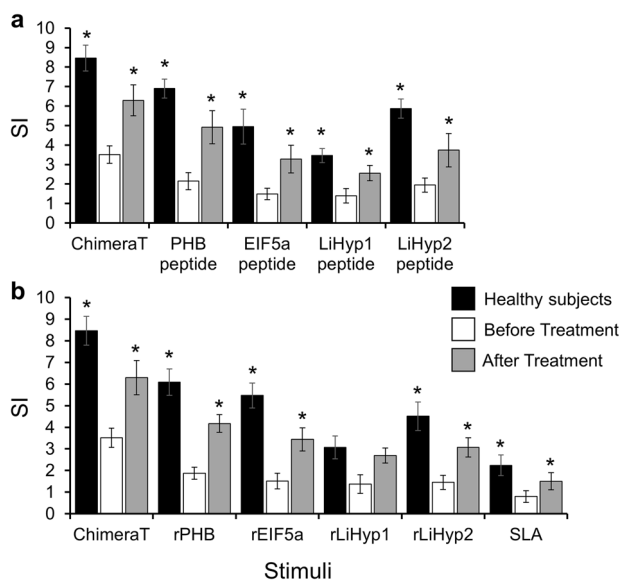 a
SI
10
9
8
7
6
5
4
3
2
1
0
* * * * * * * * * *
ChimeraT PHB EIF5a LiHyp1 LiHyp2
peptide peptide peptide peptide
b
SI
10
9
8
7
6
5
4
3
2
1
0
* * * * * * * * * *
Healthy subjects
Before Treatment
After Treatment
ChimeraT rPHB rEIF5a rLiHyp1 rLiHyp2 SLA
Stimuli